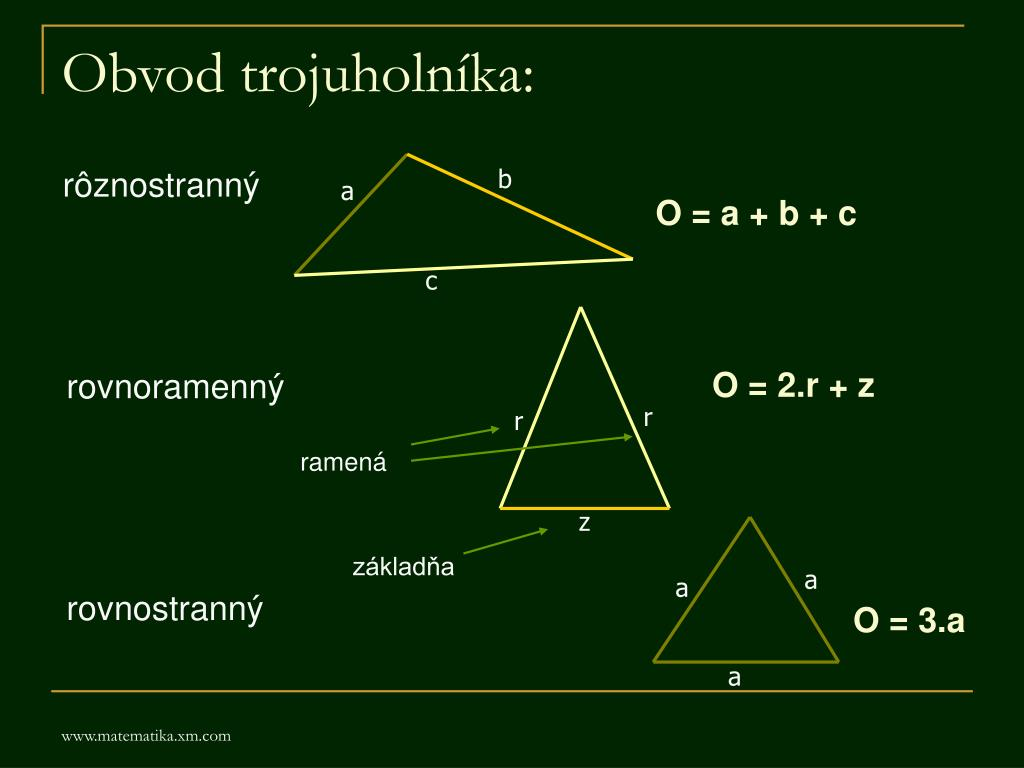 Obvod trojuholníka:
rôznostranný
a
b
c
O = a + b + c
rovnoramenný
r
r
z
ramená
základňa
O = 2.r + z
rovnostranný
a
a
a
O = 3.a
www.matematika.xm.com